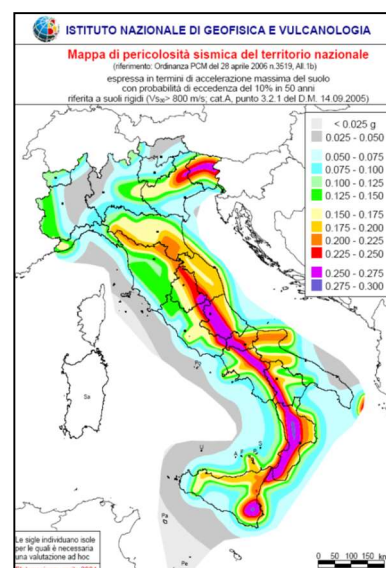 ISTITUTO NAZIONALE DI GEOFISICA E VULCANOLOGIA
Mappa di pericolosità sismica del territorio nazionale
(riferimento: Ordinanza PCM del 28 aprile 2006 n.3519, All.1b)
espressa in termini di accelerazione massima del suolo
con probabilità di eccedenza del 10% in 50 anni
riferita a suoli rigidi (Vs₃₀> 800 m/s; cat.A, punto 3.2.1 del D.M. 14.09.2005)
< 0.025 g
0.025 - 0.050
0.050 - 0.075
0.075 - 0.100
0.100 - 0.125
0.125 - 0.150
0.150 - 0.175
0.175 - 0.200
0.200 - 0.225
0.225 - 0.250
0.250 - 0.275
0.275 - 0.300
Sa
U
Pa
Pe
Le sigle individuano isole
per le quali è necessaria
una valutazione ad hoc
0 50 100 150 km